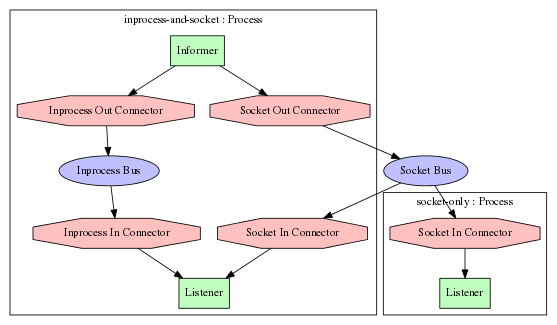 inprocess-and-socket : Process
Informer
Inprocess Out Connector
Socket Out Connector
Inprocess Bus
Socket Bus
socket-only : Process
Inprocess In Connector
Socket In Connector
Socket In Connector
Listener
Listener